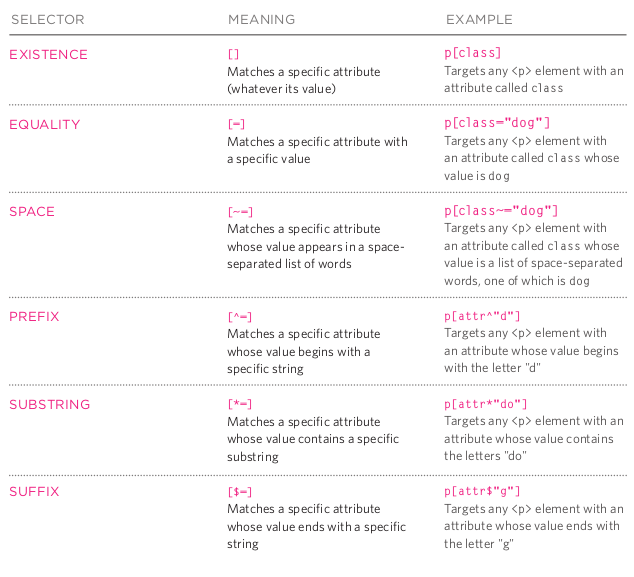 SELECTOR MEANING EXAMPLE
EXISTENCE [] p[class]
Matches a specific attribute Targets any <p> element with an
(whatever its value) attribute called class
EQUALITY [=] p[class="dog"]
Matches a specific attribute with Targets any <p> element with
a specific value an attribute called class whose
value is dog
SPACE [~=] p[class~="dog"]
Matches a specific attribute Targets any <p> element with
whose value appears in a space- an attribute called class whose
separated list of words value is a list of space-separated
words, one of which is dog
PREFIX [^=] p[attr^"d"]
Matches a specific attribute Targets any <p> element with
whose value begins with a an attribute whose value begins
specific string with the letter "d"
SUBSTRING [*=] p[attr*"do"]
Matches a specific attribute Targets any <p> element with an
whose value contains a specific attribute whose value contains
substring the letters "do"
SUFFIX [$=] p[attr$"g"]
Matches a specific attribute Targets any <p> element with an
whose value ends with a specific attribute whose value ends with
string the letter "g"